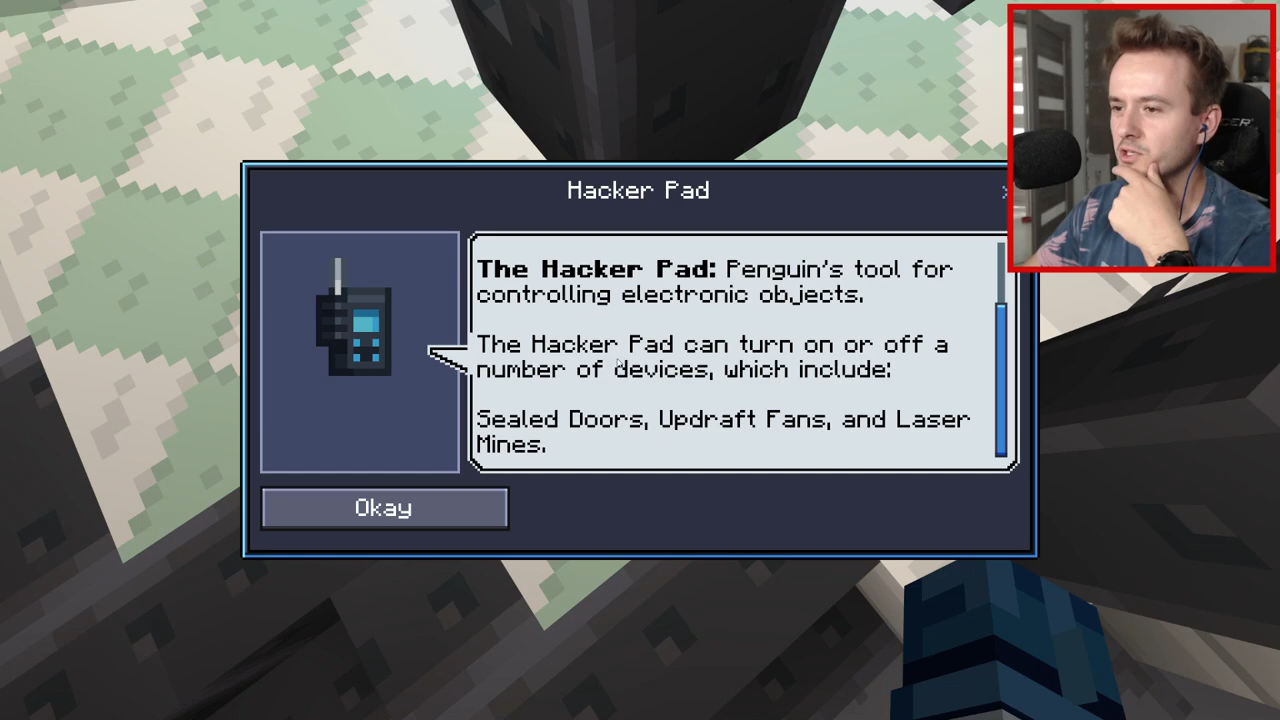 Hacker Pad
The Hacker Pad: Penguin's tool for
controlling electronic objects.
The Hacker Pad can turn on or off a
number of devices, which include:
Sealed Doors, Updraft Fans, and Laser
Mines.
Okay